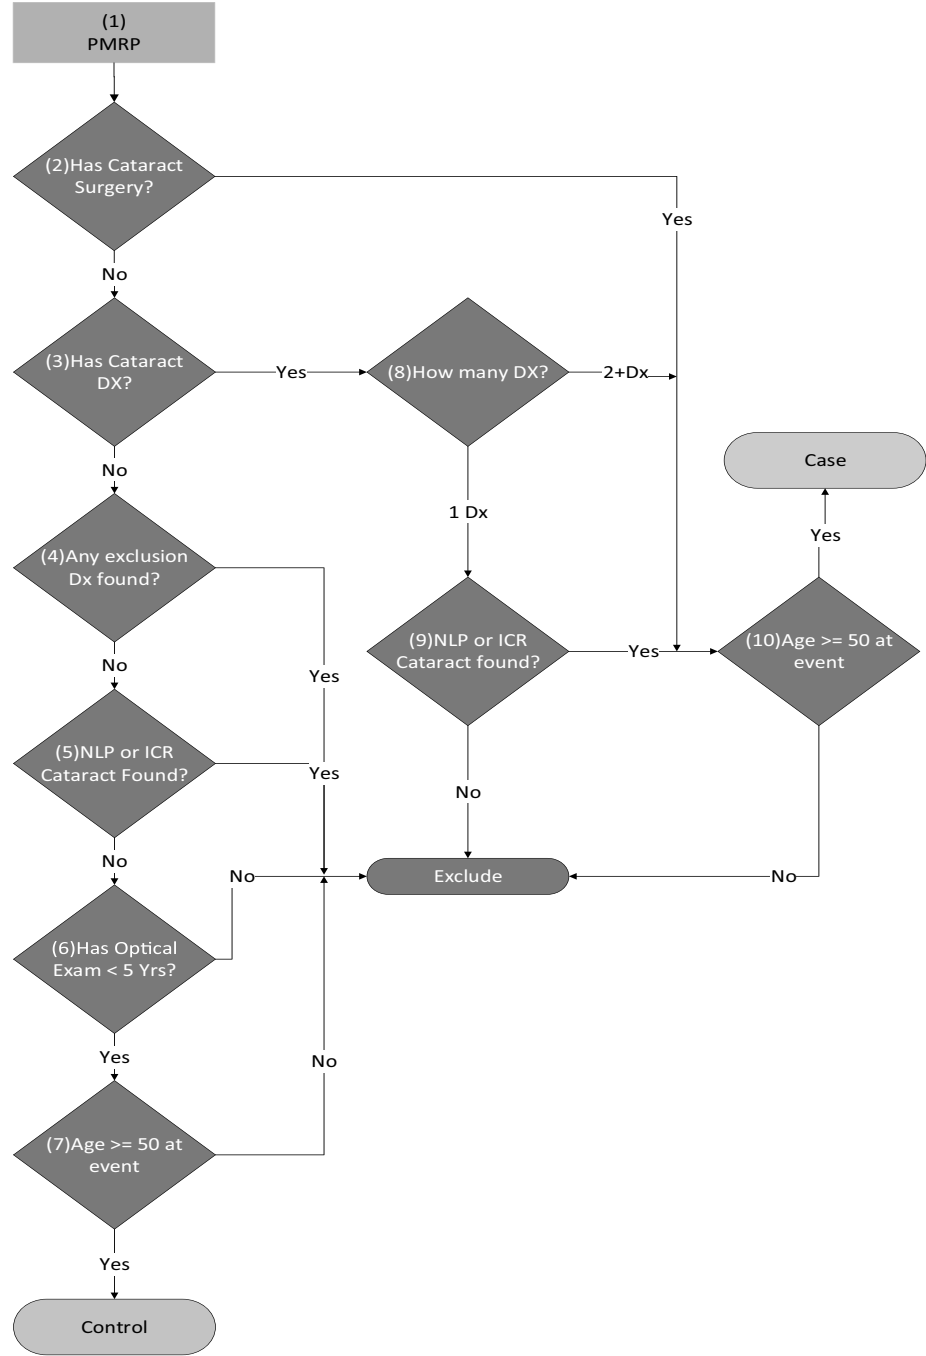 (1)
PMRP
(2)Has Cataract
Surgery?
Yes
No
(3)Has Cataract
DX?
Yes
(8)How many DX?
2+Dx
No
1 Dx
Case
Yes
(4)Any exclusion
Dx found?
Yes
No
(9)NLP or ICR
Cataract found?
Yes
(10)Age >= 50 at
event
(5)NLP or ICR
Cataract Found?
Yes
No
No
No
Exclude
No
(6)Has Optical
Exam < 5 Yrs?
No
Yes
(7)Age >= 50 at
event
Yes
Control